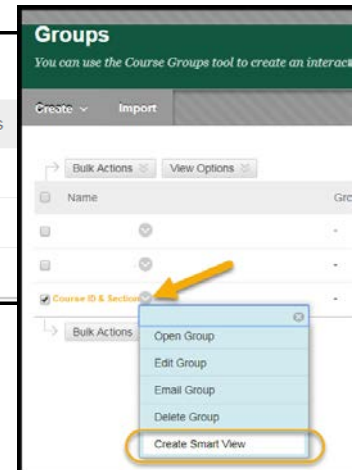 Groups
You can use the Course Groups tool to create an interac
Create Import
S
Bulk Actions View Options
Name Gro
-
-
Course ID & Section -
Bulk Actions
Open Group
Edit Group
Email Group
Delete Group
Create Smart View